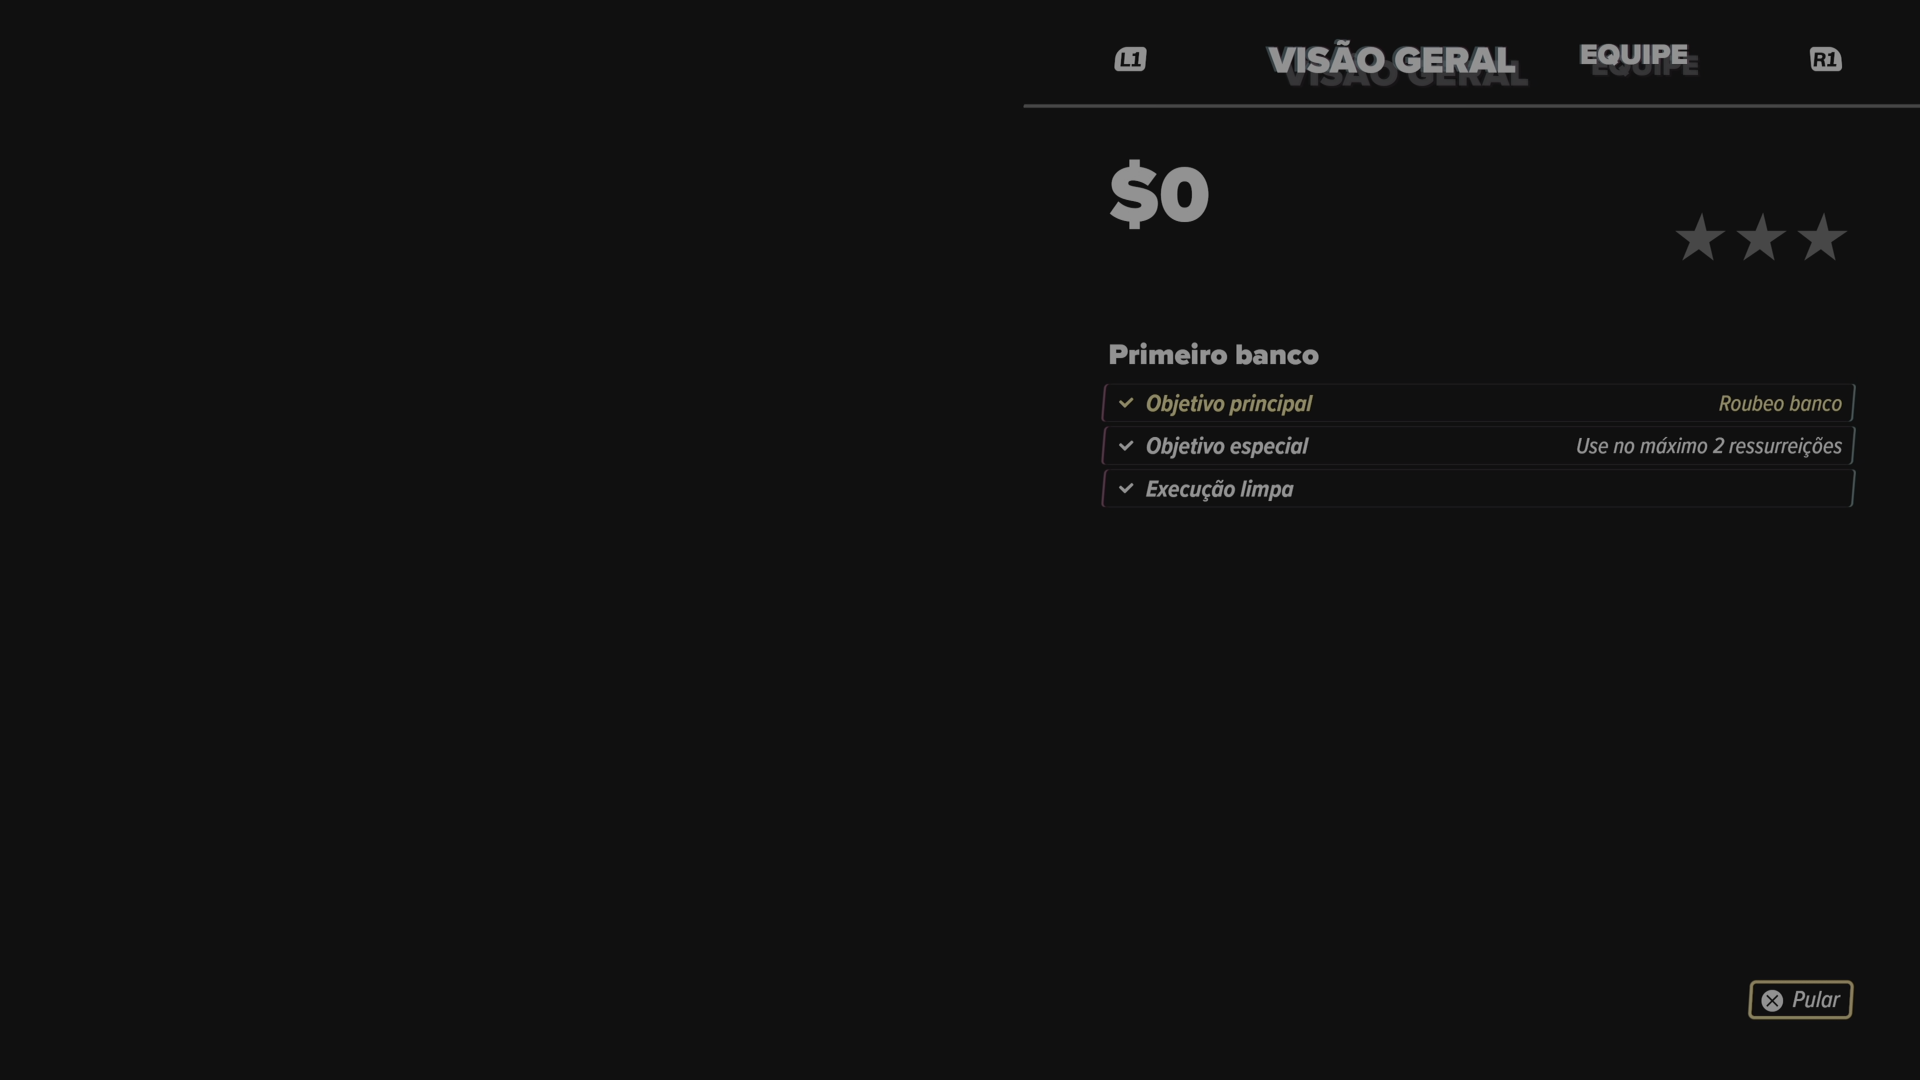 L1 VISÃO GERAL EQUIPE R1
$0
Primeiro banco
Objetivo principal Roubeo banco
Objetivo especial Use no máximo 2 ressurreições
Execução limpa
Pular